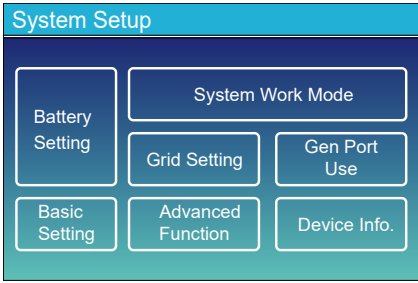 System Setup
Battery
Setting
System Work Mode
Grid Setting
Gen Port
Use
Basic
Setting
Advanced
Function
Device Info.